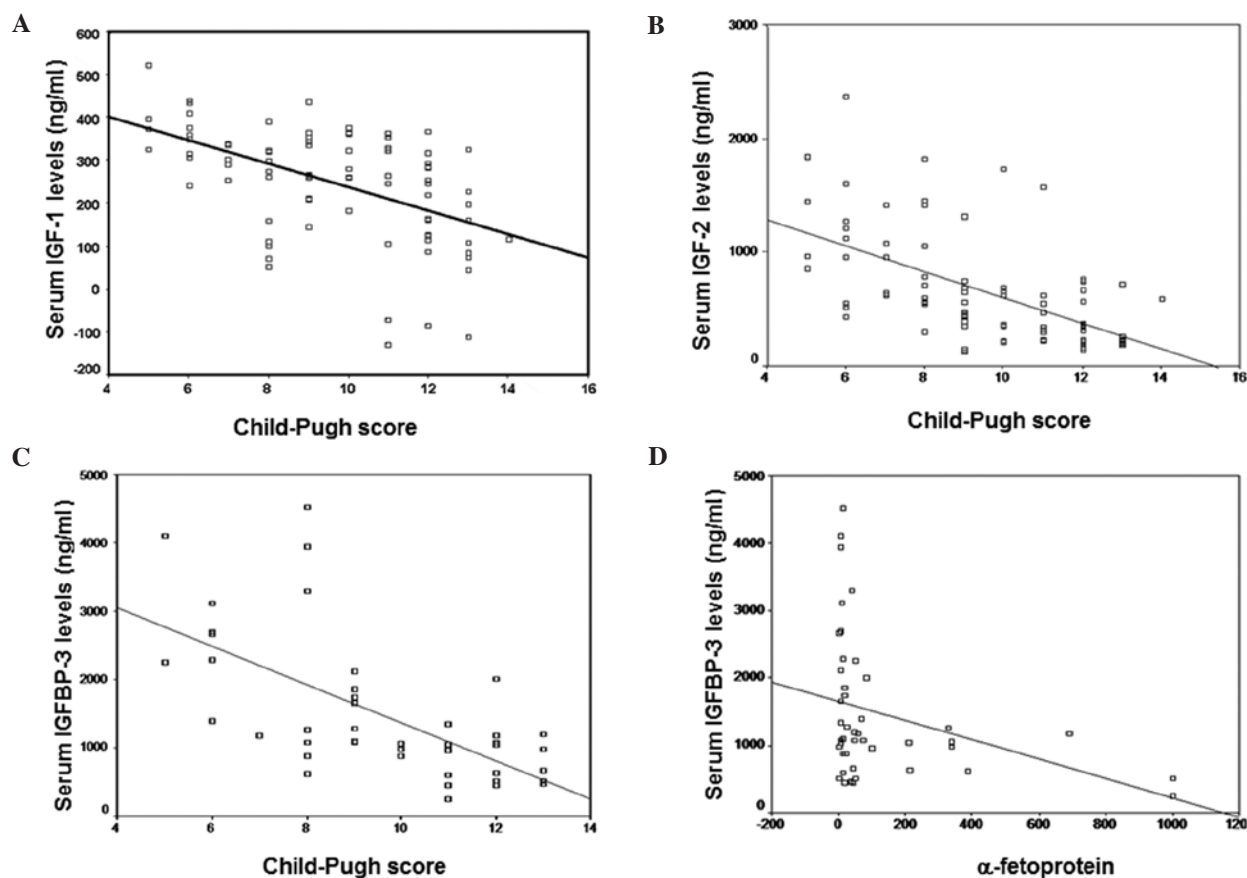 A
Serum IGF-1 levels (ng/ml)
600
500
400
300
200
100
0
-100
-200
4 6 8 10 12 14 16
Child-Pugh score
B
Serum IGF-2 levels (ng/ml)
3000
2000
1000
0
4 6 8 10 12 14 16
Child-Pugh score
C
Serum IGFBP-3 levels (ng/ml)
5000
4000
3000
2000
1000
0
4 6 8 10 12 14
Child-Pugh score
D
Serum IGFBP-3 levels (ng/ml)
5000
4000
3000
2000
1000
0
-200 0 200 400 600 800 1000 120
α-fetoprotein